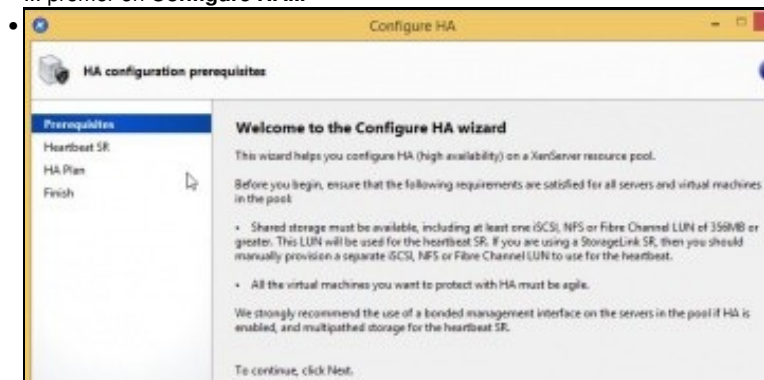 ... prémer en Configure HA...
Configure HA
HA configuration prerequisites
Prerequisites
Heartbeat SR
HA Plan
Finish
Welcome to the Configure HA wizard
This wizard helps you configure HA (high availability) on a XenServer resource pool.
Before you begin, ensure that the following requirements are satisfied for all servers and virtual machines
in the pool:
• Shared storage must be available, including at least one iSCSI, NFS or Fibre Channel LUN of 356MB or
greater. This LUN will be used for the heartbeat SR. If you are using a StorageLink SR, then you should
manually provision a separate iSCSI, NFS or Fibre Channel LUN to use for the heartbeat.
• All the virtual machines you want to protect with HA must be agile.
We strongly recommend the use of a bonded management interface on the servers in the pool if HA is
enabled, and multipathed storage for the heartbeat SR.
To continue, click Next.